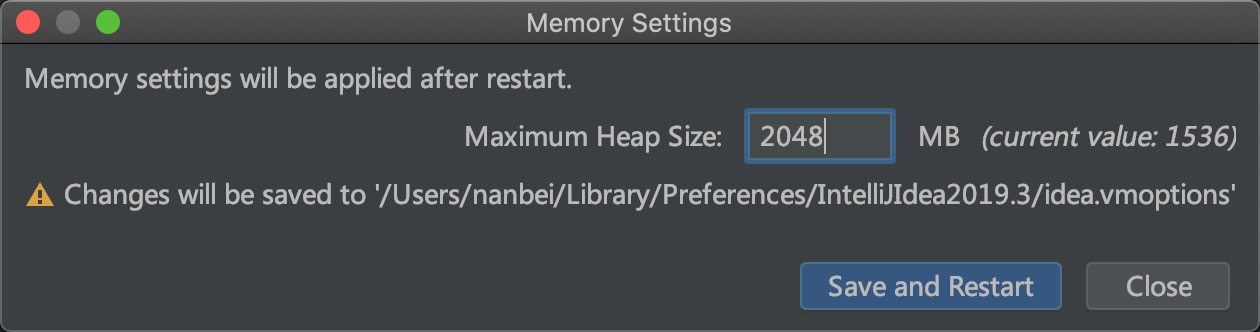 Memory Settings
Memory settings will be applied after restart.
Maximum Heap Size: 2048 MB (current value: 1536)
Changes will be saved to '/Users/nanbei/Library/Preferences/IntelliJIdea2019.3/idea.vmoptions'
Save and Restart Close